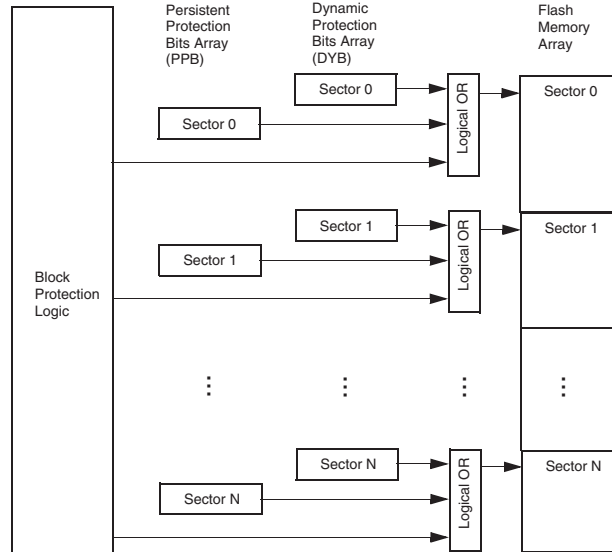 Persistent
Protection
Bits Array
(PPB)
Dynamic
Protection
Bits Array
(DYB)
Flash
Memory
Array
Sector 0
Sector 0
Logical OR
Sector 0
Sector 1
Sector 1
Logical OR
Sector 1
Block
Protection
Logic
...
...
...
...
Sector N
Sector N
Logical OR
Sector N